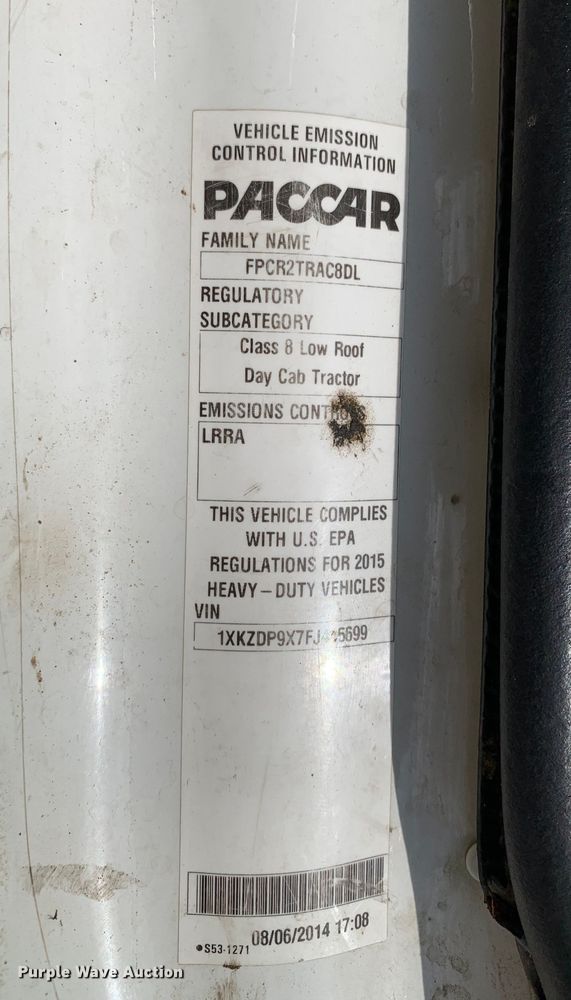 VEHICLE EMISSION
CONTROL INFORMATION
PACCAR
FAMILY NAME
FPCR2TRAC8DL
REGULATORY
SUBCATEGORY
Class 8 Low Roof
Day Cab Tractor
EMISSIONS CONTROLS
LRRA
THIS VEHICLE COMPLIES
WITH U.S. EPA
REGULATIONS FOR 2015
HEAVY – DUTY VEHICLES
VIN
08/06/2014 17:08
S53-1271
Purple Wave Auction